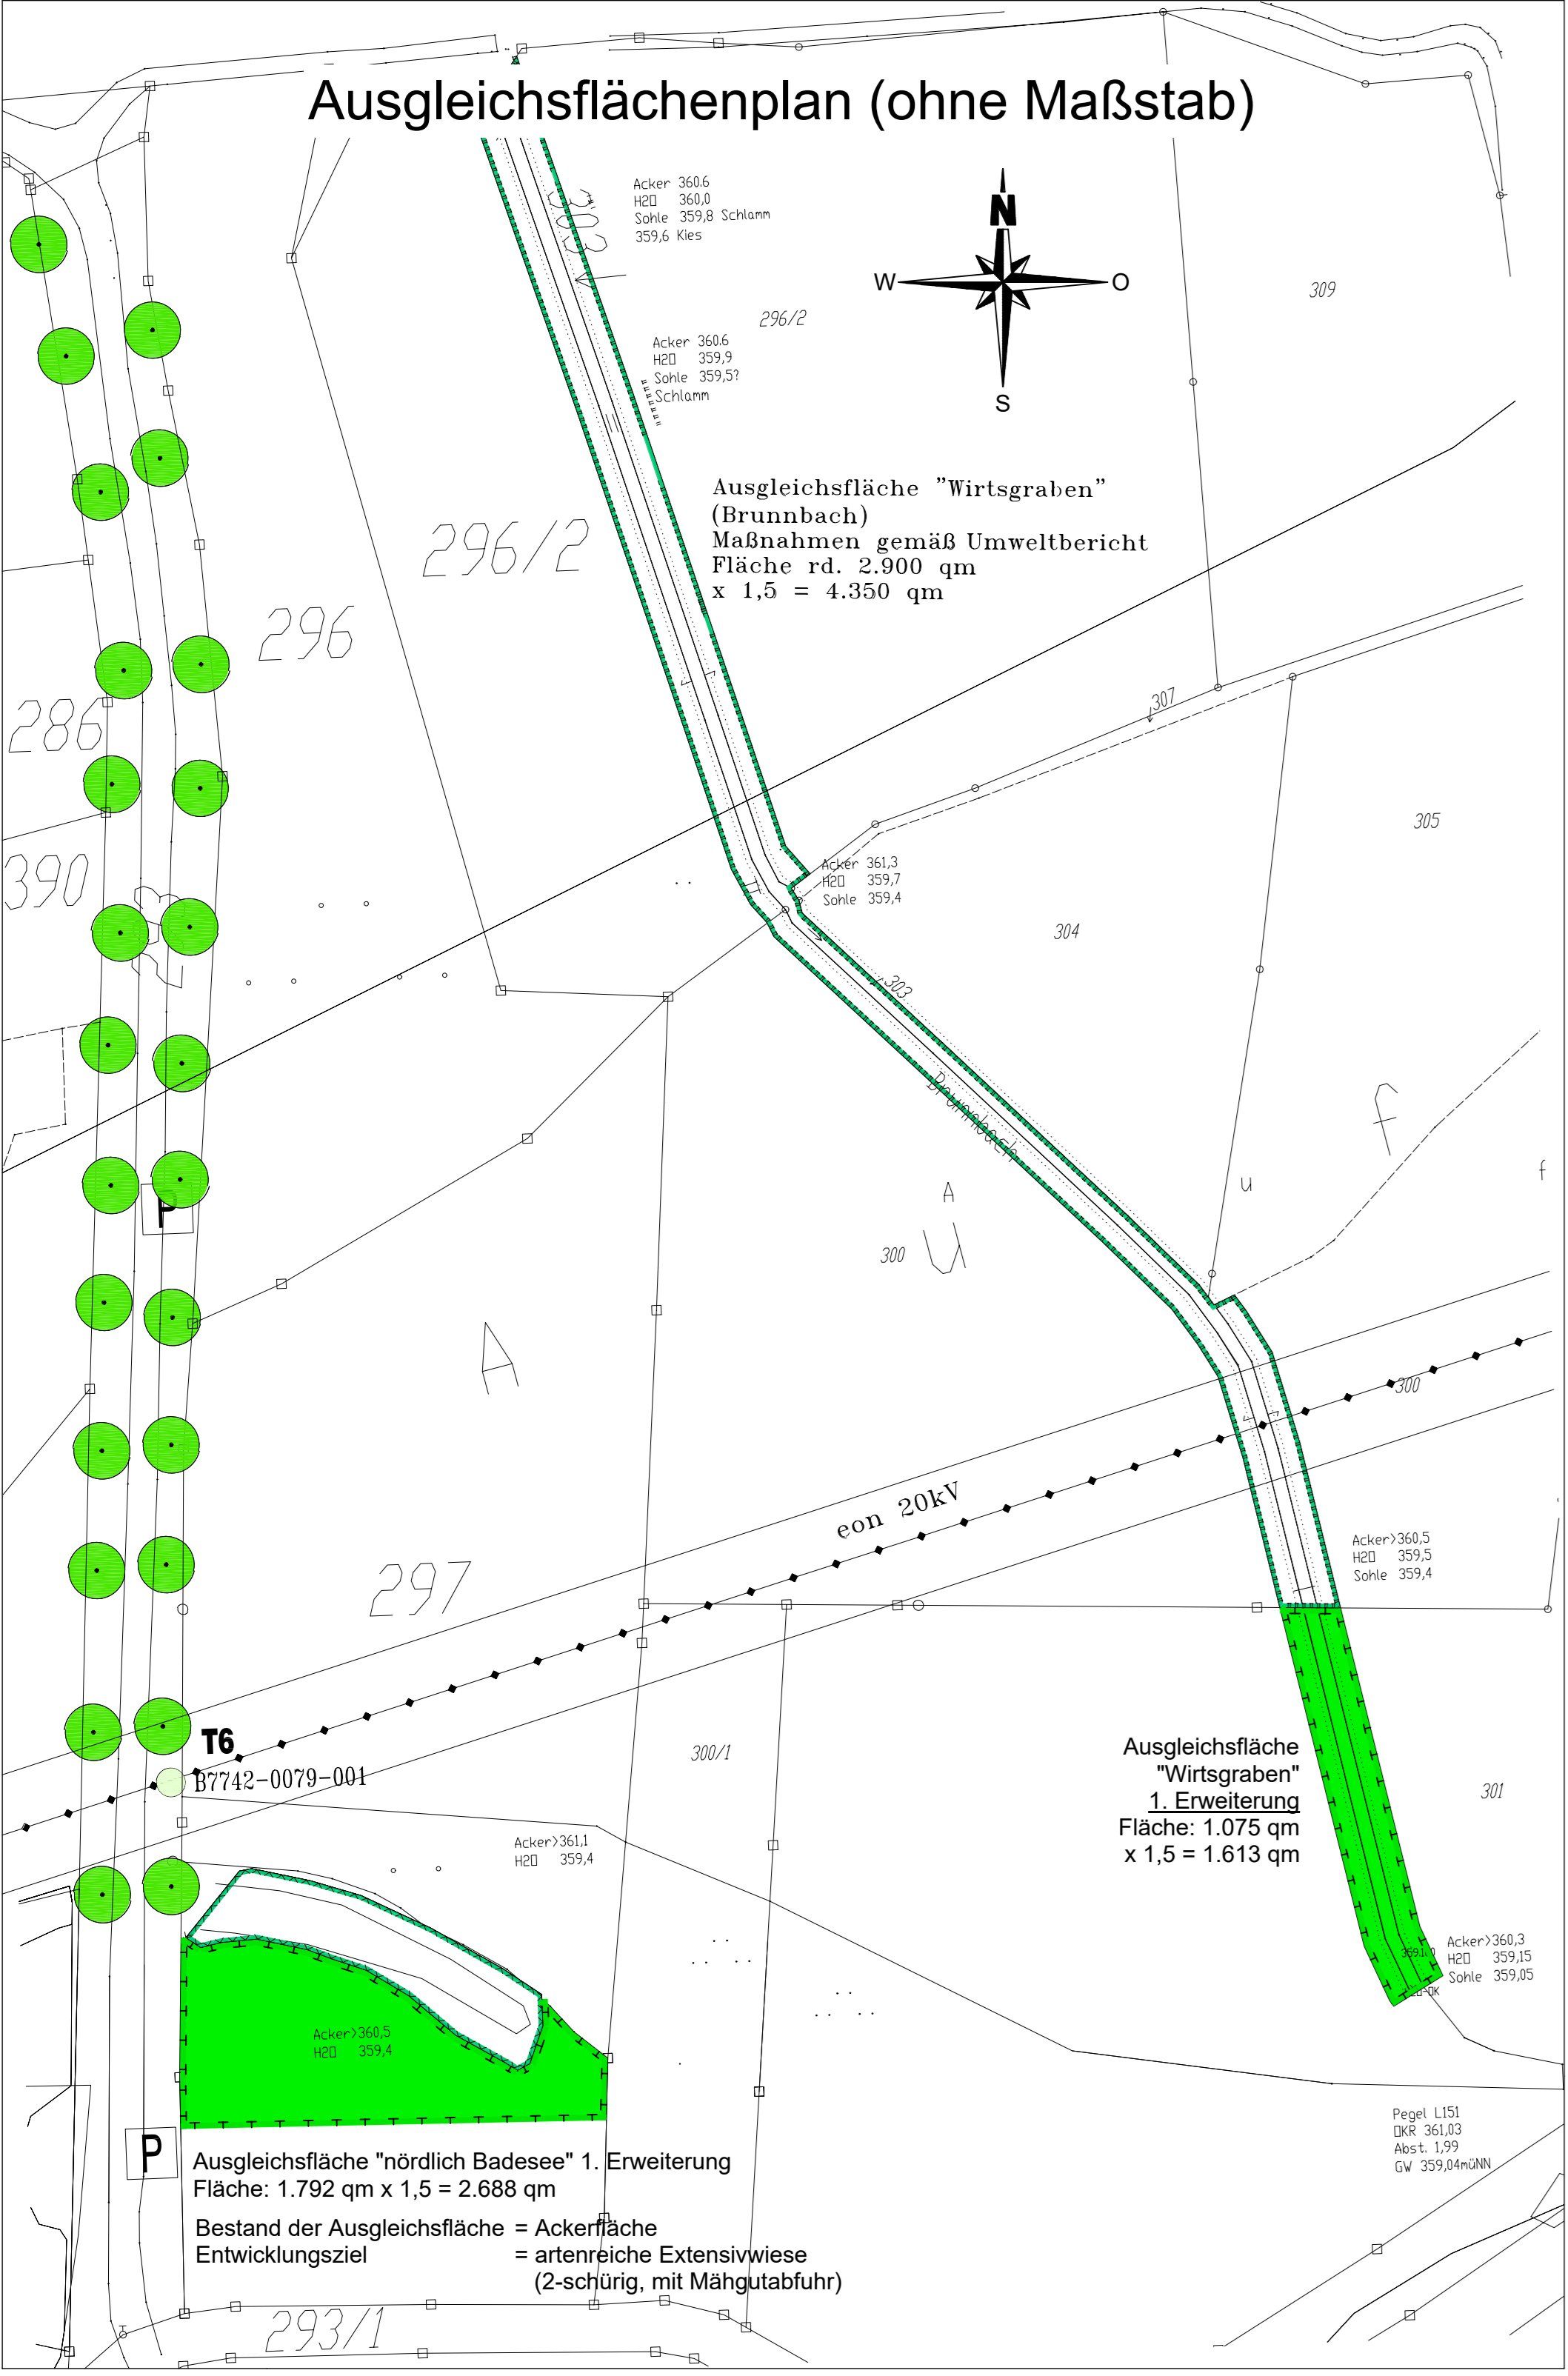 Ausgleichsflächenplan (ohne Maßstab)
Acker 360.6
H2O 360,0
Sohle 359,8 Schlamm
359,6 Kies
303
N
W
O
S
309
296/2
Acker 360.6
H2O 359,9
Sohle 359,5?
Schlamm
Ausgleichsfläche "Wirtsgraben"
(Brunnbach)
Maßnahmen gemäß Umweltbericht
Fläche rd. 2.900 qm
x 1,5 = 4.350 qm
296/2
296
286
307
305
390
Acker 361,3
H2O 359,7
Sohle 359,4
304
303
Brunnbach
f
A
u
f
P
300
U
A
300
eon 20kV
Acker>360,5
H2O 359,5
Sohle 359,4
297
T6
B7742-0079-001
300/1
Ausgleichsfläche
"Wirtsgraben"
1. Erweiterung
Fläche: 1.075 qm
x 1,5 = 1.613 qm
301
Acker>361,1
H2O 359,4
Acker>360,3
H2O 359,15
Sohle 359,05
Acker>360,5
H2O 359,4
Pegel L151
OKR 361,03
Abst. 1,99
GW 359,04müNN
P
Ausgleichsfläche "nördlich Badesee" 1. Erweiterung
Fläche: 1.792 qm x 1,5 = 2.688 qm
Bestand der Ausgleichsfläche = Ackerfläche
Entwicklungsziel = artenreiche Extensivwiese
(2-schürig, mit Mähgutabfuhr)
293/1